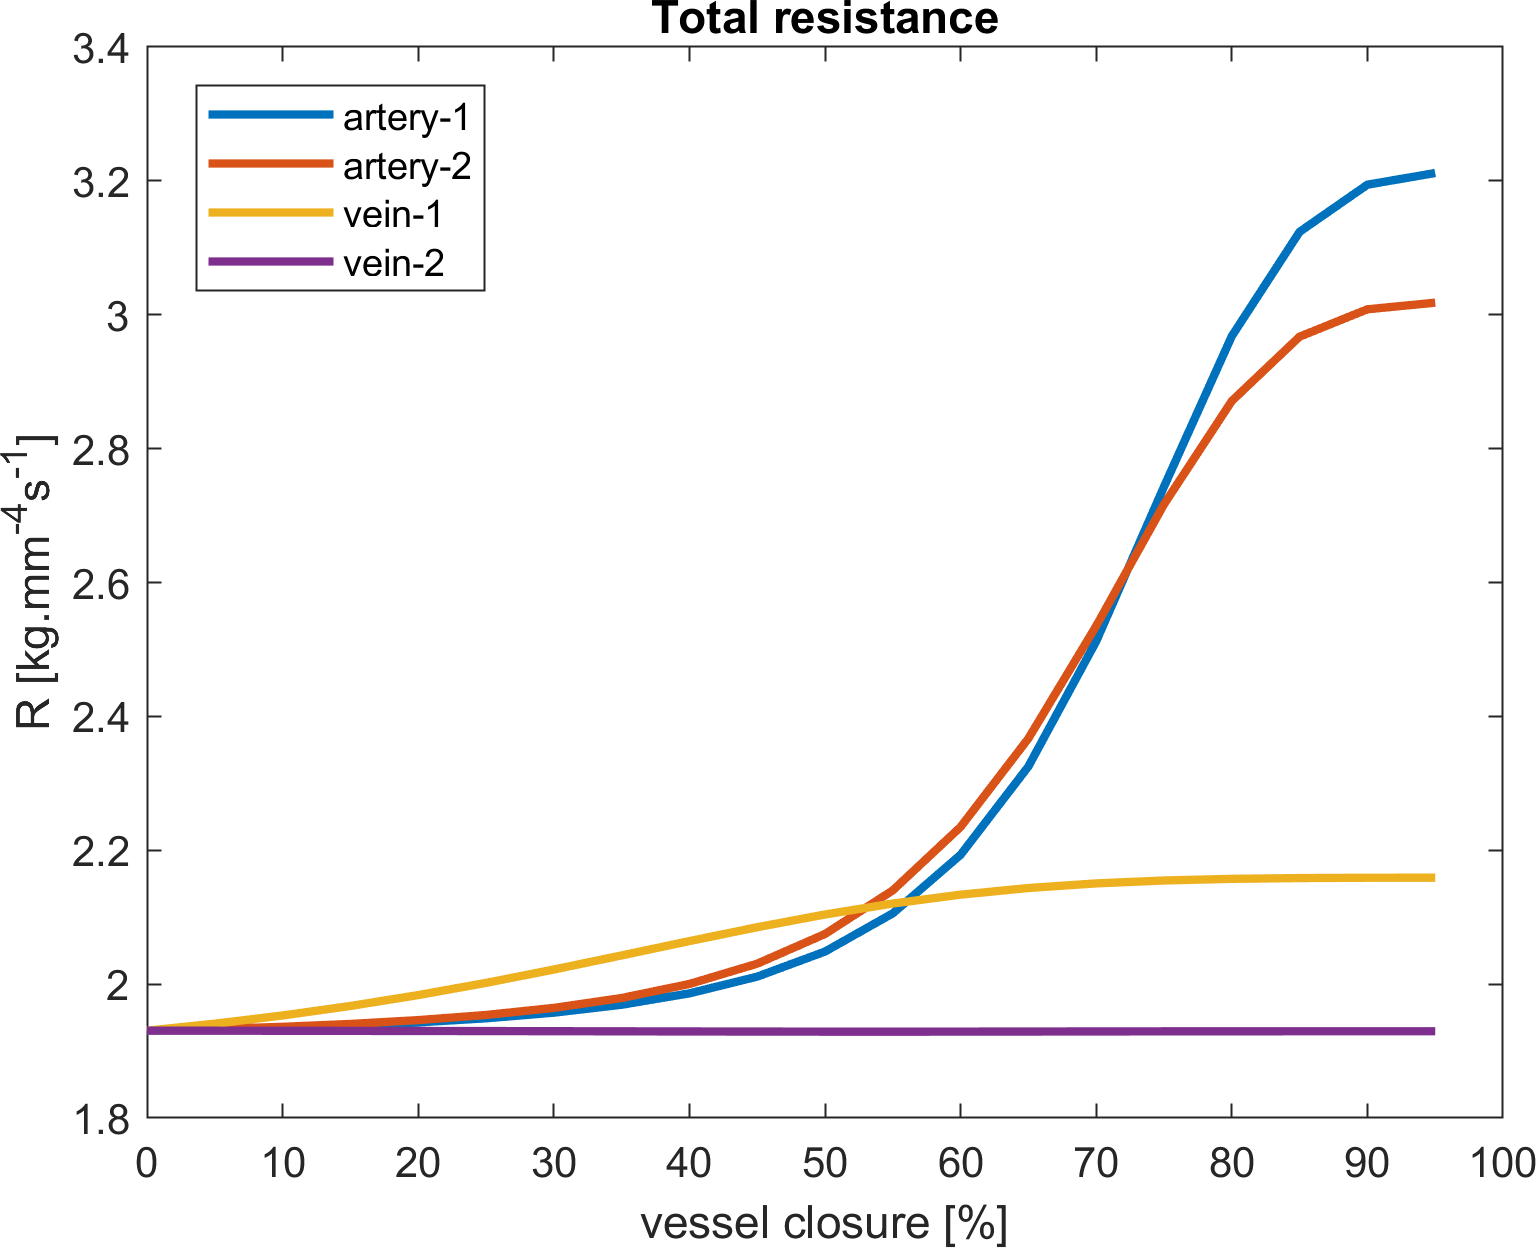 Total resistance
3.4
3.2
3
2.8
2.6
2.4
2.2
2
1.8
R [kg.mm⁻⁴s⁻¹]
artery-1
artery-2
vein-1
vein-2
0 10 20 30 40 50 60 70 80 90 100
vessel closure [%]